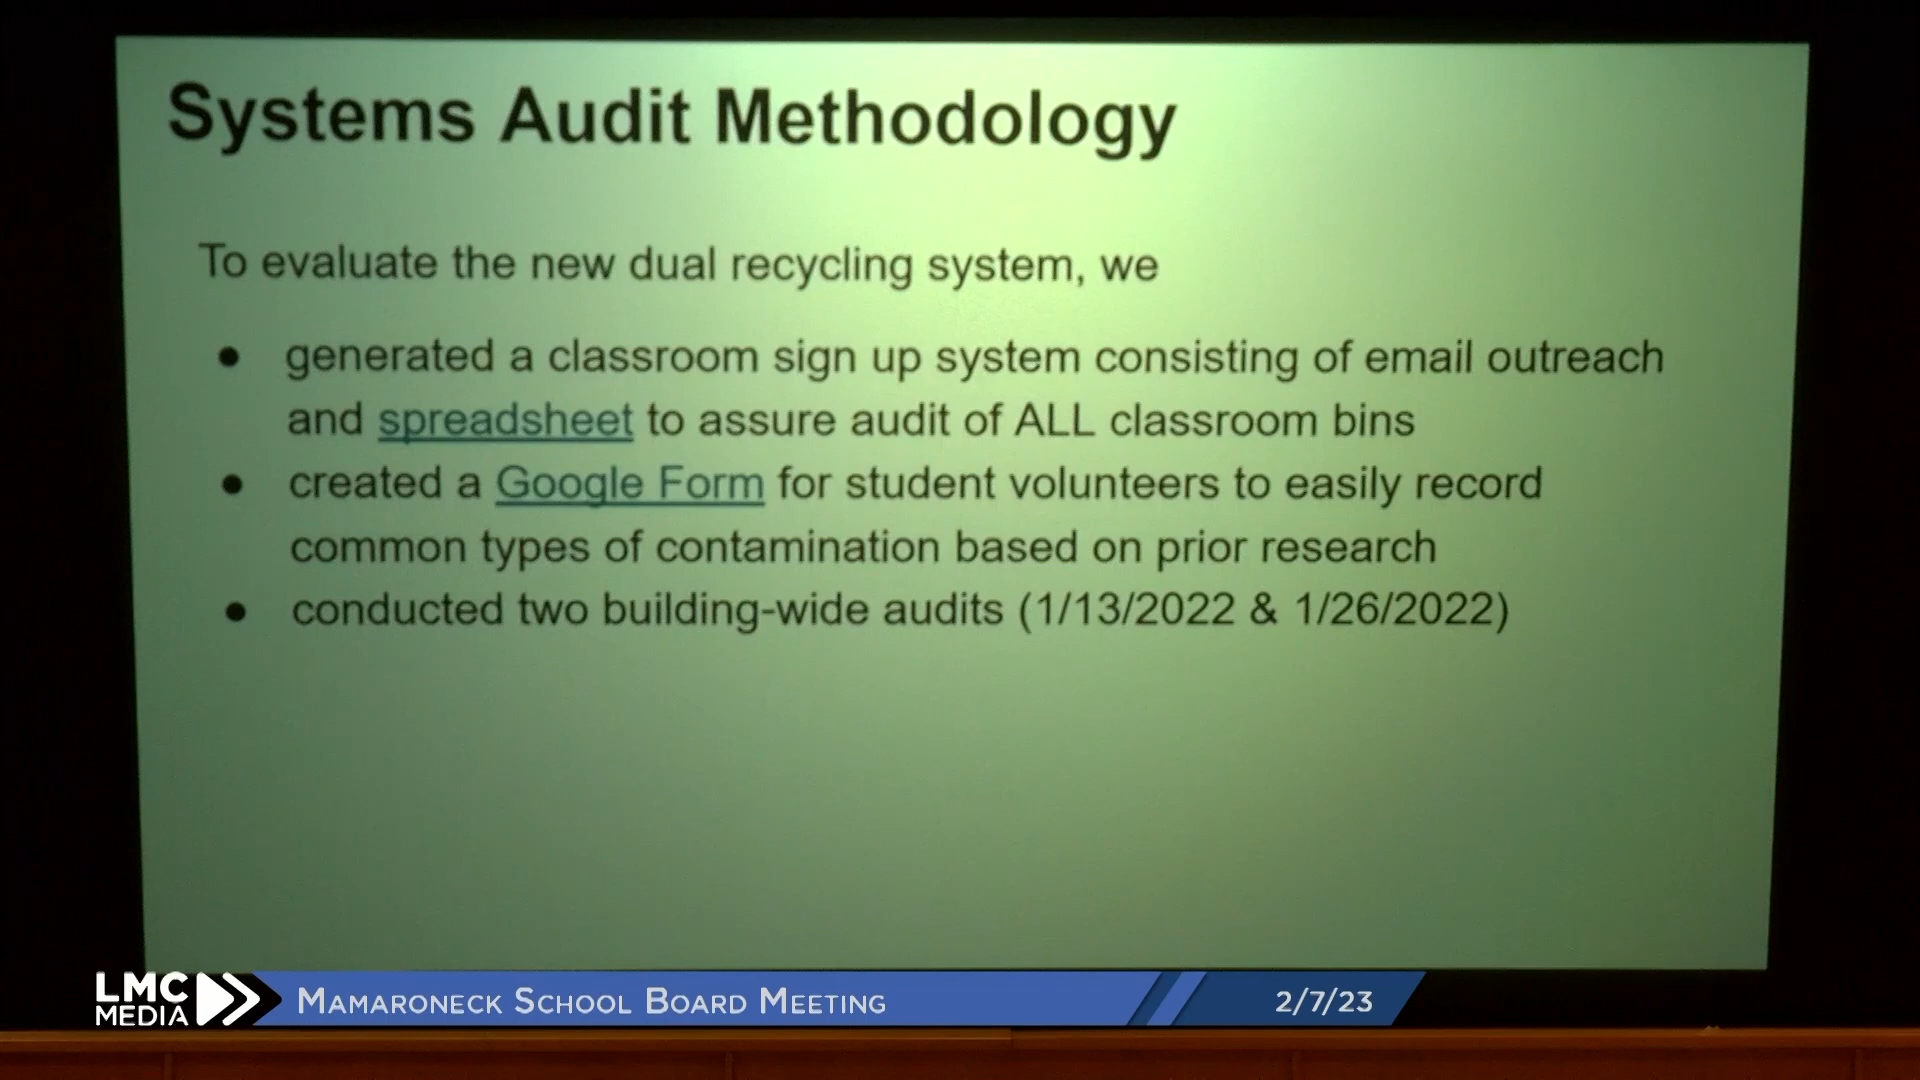 Systems Audit Methodology
To evaluate the new dual recycling system, we
● generated a classroom sign up system consisting of email outreach
and spreadsheet to assure audit of ALL classroom bins
● created a Google Form for student volunteers to easily record
common types of contamination based on prior research
● conducted two building-wide audits (1/13/2022 & 1/26/2022)
LMC
MEDIA
MAMARONECK SCHOOL BOARD MEETING
2/7/23